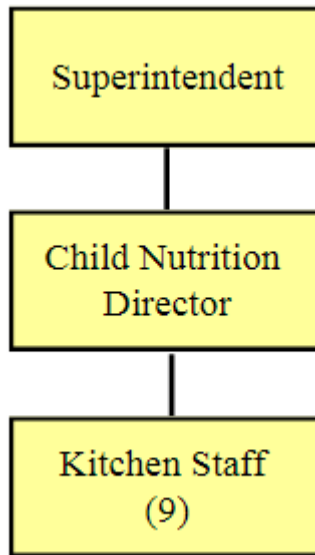 Superintendent
Child Nutrition
Director
Kitchen Staff
(9)